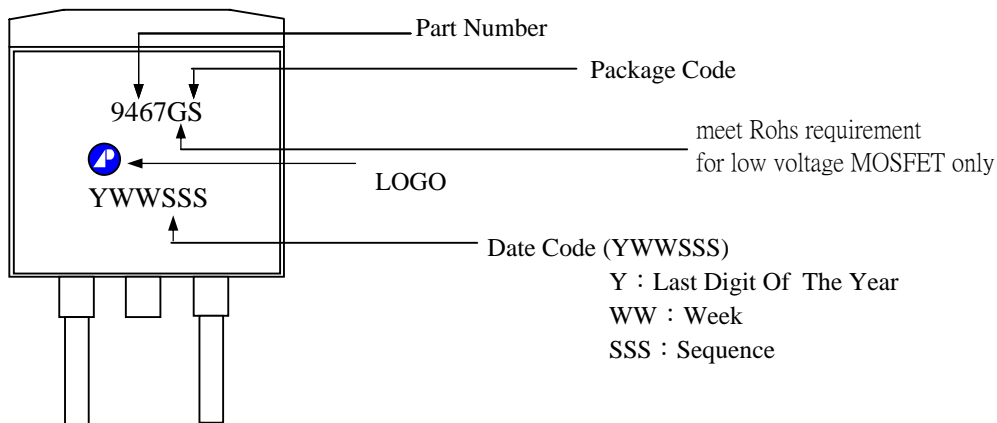 Part Number
Package Code
9467GS
meet Rohs requirement
for low voltage MOSFET only
LOGO
YWWSSS
Date Code (YWWSSS)
Y：Last Digit Of The Year
WW：Week
SSS：Sequence